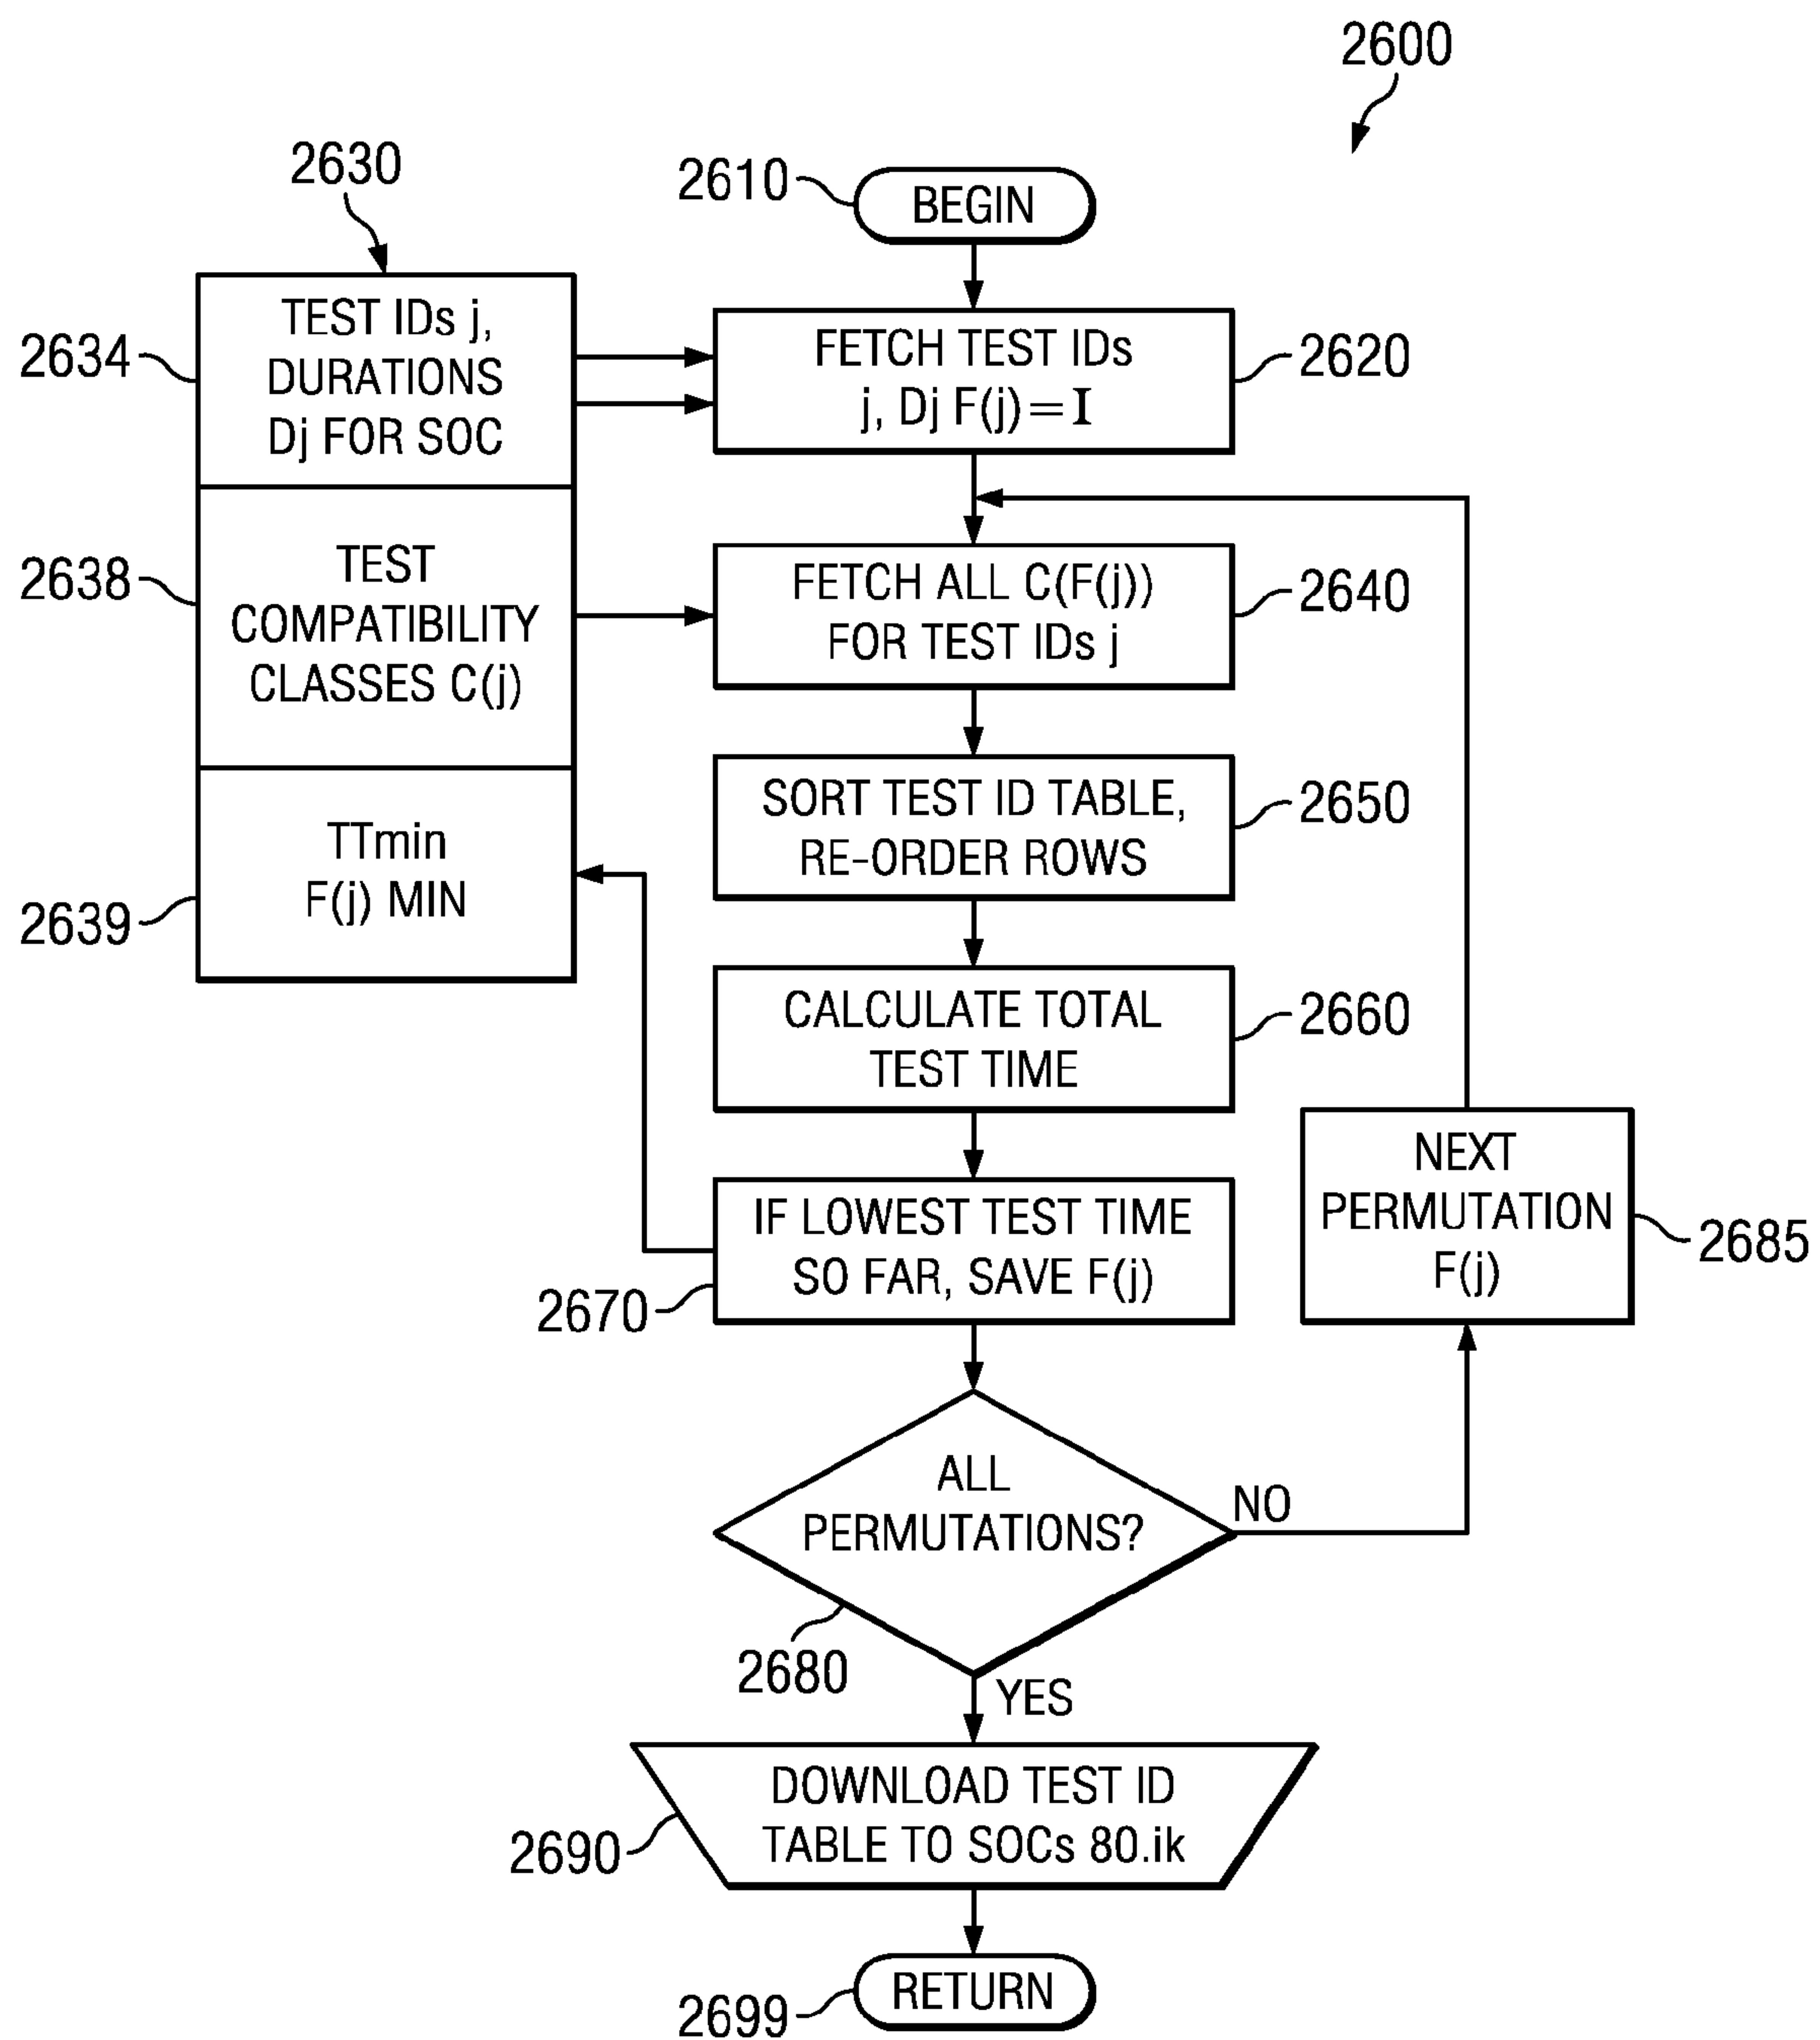 2600
2630
2610
BEGIN
2634
TEST IDs j,
DURATIONS
Dj FOR SOC
FETCH TEST IDs
j, Dj F(j)=I
2620
2638
TEST
COMPATIBILITY
CLASSES C(j)
FETCH ALL C(F(j))
FOR TEST IDs j
2640
SORT TEST ID TABLE,
RE-ORDER ROWS
2650
2639
TTmin
F(j) MIN
CALCULATE TOTAL
TEST TIME
2660
IF LOWEST TEST TIME
SO FAR, SAVE F(j)
2670
NEXT
PERMUTATION
F(j)
2685
ALL
PERMUTATIONS?
NO
2680
YES
DOWNLOAD TEST ID
TABLE TO SOCs 80.ik
2690
RETURN
2699